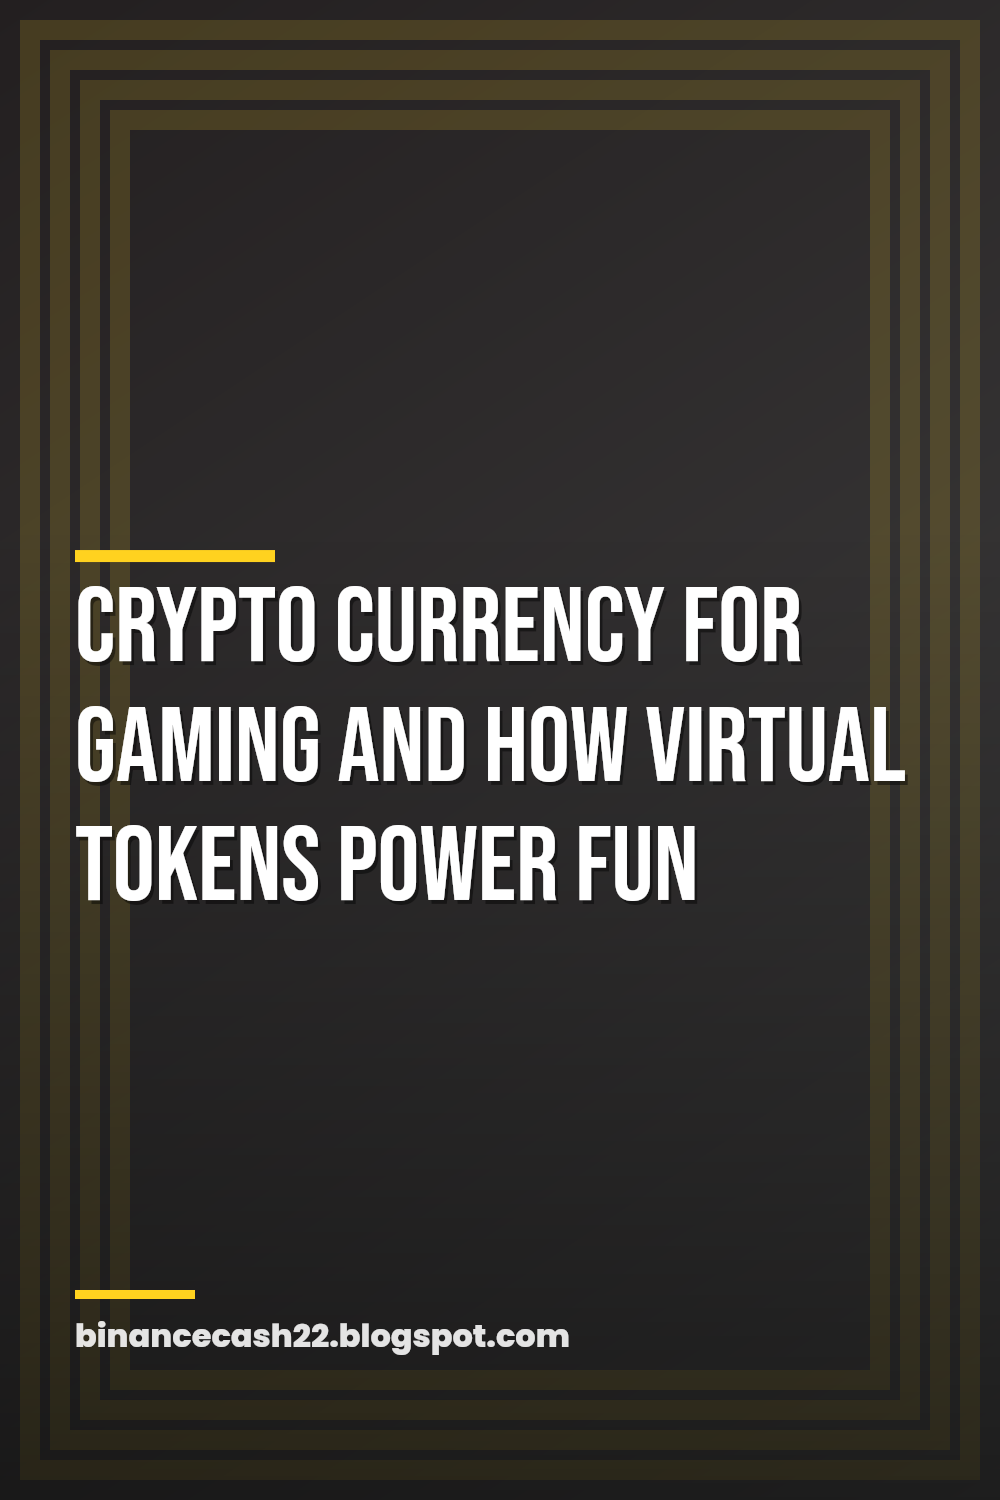 CRYPTO CURRENCY FOR
GAMING AND HOW VIRTUAL
TOKENS POWER FUN
binancecash22.blogspot.com